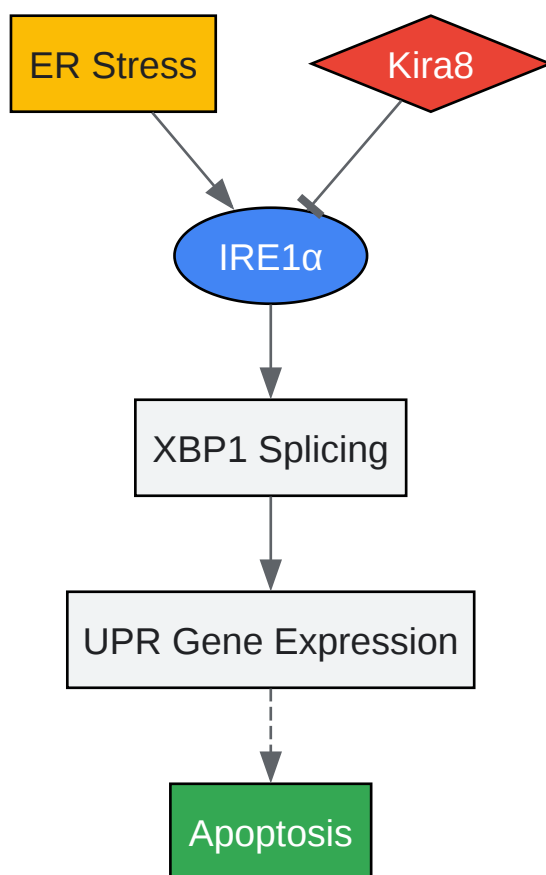 ER Stress
Kira8
IRE1α
XBP1 Splicing
UPR Gene Expression
Apoptosis